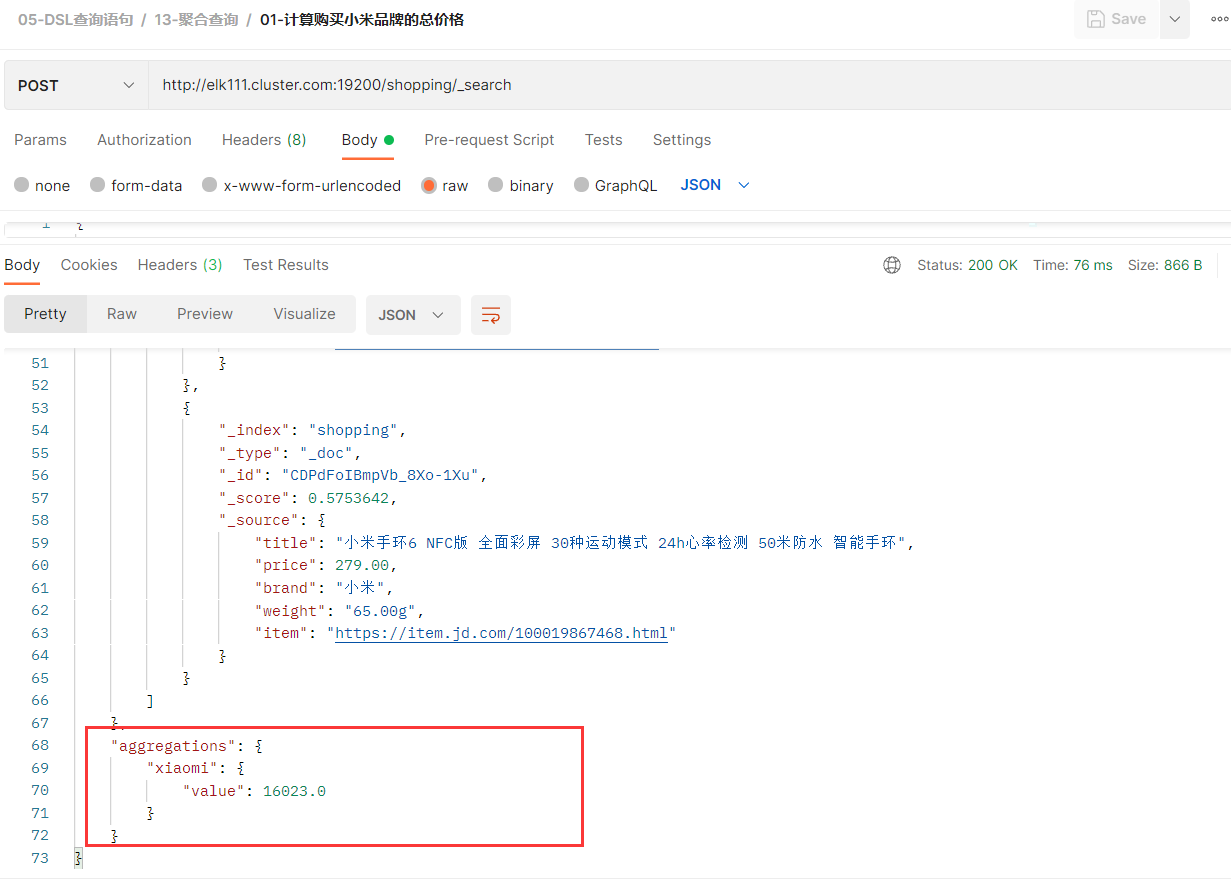 05-DSL查询语句 / 13-聚合查询 / 01-计算购买小米品牌的总价格
Save
POST
http://elk111.cluster.com:19200/shopping/_search
Params Authorization Headers (8) Body Pre-request Script Tests Settings
none form-data x-www-form-urlencoded raw binary GraphQL JSON
1 {
Body Cookies Headers (3) Test Results Status: 200 OK Time: 76 ms Size: 866 B
Pretty Raw Preview Visualize JSON
51 }
52 },
53 {
54 "_index": "shopping",
55 "_type": "_doc",
56 "_id": "CDPdFoIBmpVb_8Xo-1Xu",
57 "_score": 0.5753642,
58 "_source": {
59 "title": "小米手环6 NFC版 全面彩屏 30种运动模式 24h心率检测 50米防水 智能手环",
60 "price": 279.00,
61 "brand": "小米",
62 "weight": "65.00g",
63 "item": "https://item.jd.com/100019867468.html"
64 }
65 }
66 ]
67 },
68 "aggregations": {
69 "xiaomi": {
70 "value": 16023.0
71 }
72 }
73 }